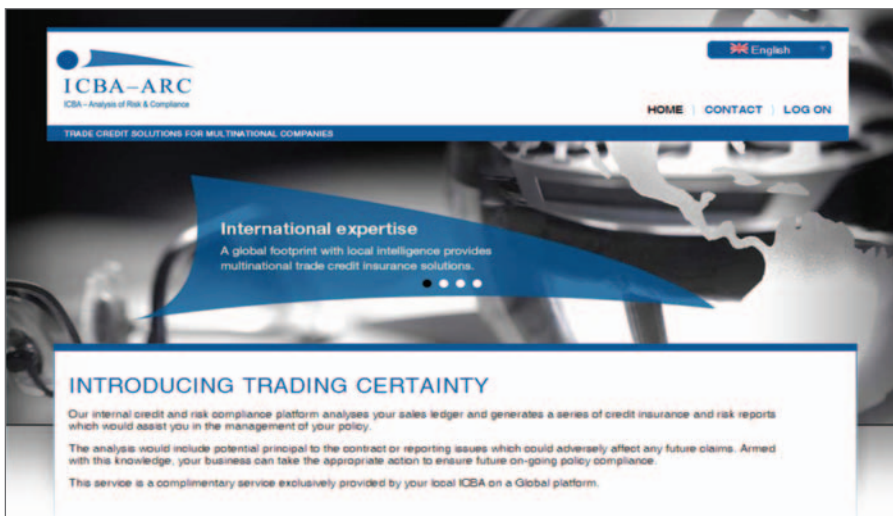 English
ICBA–ARC
ICBA – Analysis of Risk & Compliance
HOME | CONTACT | LOG ON
TRADE CREDIT SOLUTIONS FOR MULTINATIONAL COMPANIES
International expertise
A global footprint with local intelligence provides
multinational trade credit insurance solutions.
INTRODUCING TRADING CERTAINTY
Our internal credit and risk compliance platform analyses your sales ledger and generates a series of credit insurance and risk reports
which would assist you in the management of your policy.
The analysis would include potential principal to the contract or reporting issues which could adversely affect any future claims. Armed
with this knowledge, your business can take the appropriate action to ensure future on-going policy compliance.
This service is a complimentary service exclusively provided by your local ICBA on a Global platform.